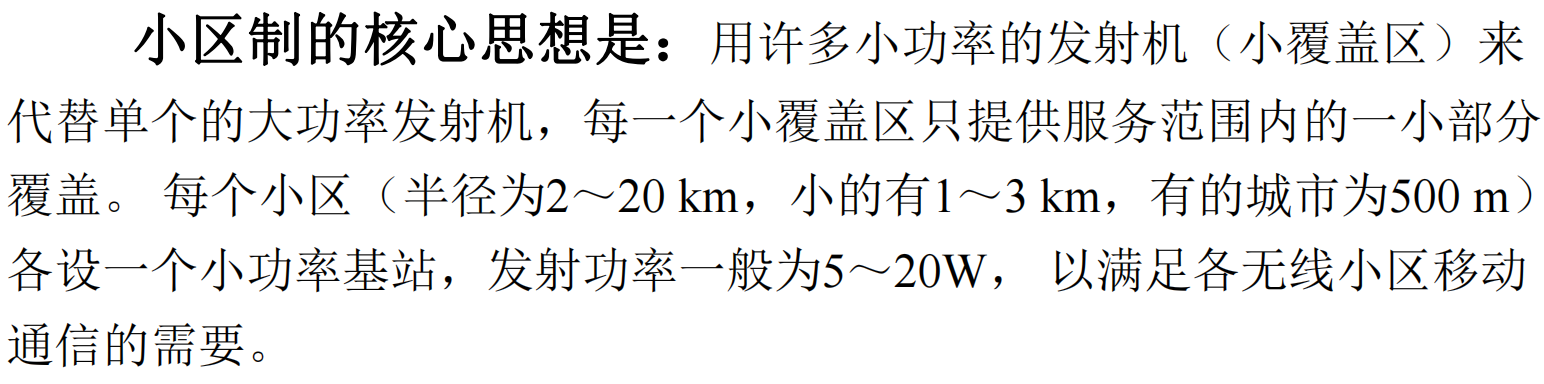 小区制的核心思想是：用许多小功率的发射机（小覆盖区）来
代替单个的大功率发射机，每一个小覆盖区只提供服务范围内的一小部分
覆盖。 每个小区（半径为2～20 km，小的有1～3 km，有的城市为500 m）
各设一个小功率基站，发射功率一般为5～20W， 以满足各无线小区移动
通信的需要。